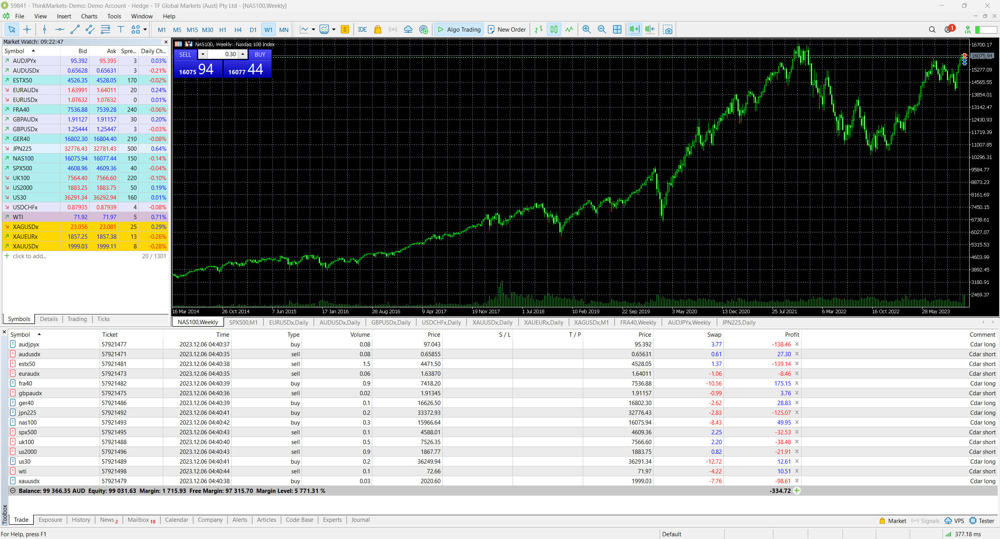 59841 - ThinkMarkets-Demo: Demo Account - Hedge - TF Global Markets (Aust) Pty Ltd - [NAS100,Weekly]
File View Insert Charts Tools Window Help
M1 M5 M15 M30 H1 H4 D1 W1 MN IDE Algo Trading New Order 1 LVL
Market Watch: 09:22:47
Symbol Bid Ask Spre... Daily Ch...
AUDJPYx 95.392 95.395 3 0.03%
AUDUSDx 0.65628 0.65631 3 -0.21%
ESTX50 4526.35 4528.05 170 -0.02%
EURAUDx 1.63991 1.64011 20 0.24%
EURUSDx 1.07632 1.07632 0 0.01%
FRA40 7536.88 7539.28 240 -0.06%
GBPAUDx 1.91127 1.91157 30 0.20%
GBPUSDx 1.25444 1.25447 3 -0.03%
GER40 16802.30 16804.40 210 -0.08%
JPN225 32776.43 32781.43 500 0.64%
NAS100 16075.94 16077.44 150 -0.14%
SPX500 4608.96 4609.36 40 -0.04%
UK100 7564.40 7566.60 220 -0.10%
US2000 1883.25 1883.75 50 0.19%
US30 36291.34 36292.94 160 0.01%
USDCHFx 0.87935 0.87939 4 -0.08%
WTI 71.92 71.97 5 0.71%
XAGUSDx 23.056 23.081 25 0.29%
XAUEURx 1857.25 1857.38 13 -0.26%
XAUUSDx 1999.03 1999.11 8 -0.28%
click to add... 20 / 1301
Symbols Details Trading Ticks
NAS100, Weekly: Nasdaq 100 Index
SELL 0.30 BUY
16075 94 16077 44
16700.17
16075.94
15277.09
14565.55
13854.01
13142.47
12430.93
11719.39
11007.85
10296.31
9584.77
8873.23
8161.69
7450.15
6738.61
6027.07
5315.53
4603.99
3892.45
3180.91
2469.37
16 Mar 2014 26 Oct 2014 7 Jun 2015 17 Jan 2016 28 Aug 2016 9 Apr 2017 19 Nov 2017 1 Jul 2018 10 Feb 2019 22 Sep 2019 3 May 2020 13 Dec 2020 25 Jul 2021 6 Mar 2022 16 Oct 2022 28 May 2023
NAS100,Weekly SPX500,M1 EURUSDx,Daily AUDUSDx,Daily GBPUSDx,Daily USDCHFx,Daily XAUUSDx,Daily XAUEURx,Daily XAGUSDx,M1 FRA40,Weekly AUDJPYx,Weekly JPN225,Daily
Symbol Ticket Time Type Volume Price S / L T / P Price Swap Profit Comment
audjpyx 57921477 2023.12.06 04:40:37 buy 0.08 97.043 95.392 3.77 -138.46 Cdar long
audusdx 57921471 2023.12.06 04:40:35 sell 0.08 0.65855 0.65631 0.61 27.30 Cdar short
estx50 57921481 2023.12.06 04:40:38 sell 1.5 4471.50 4528.05 1.37 -139.14 Cdar short
euraudx 57921473 2023.12.06 04:40:35 sell 0.06 1.63870 1.64011 -1.06 -8.46 Cdar short
fra40 57921482 2023.12.06 04:40:39 buy 0.9 7418.20 7536.88 -10.56 175.15 Cdar long
gbpaudx 57921475 2023.12.06 04:40:36 sell 0.02 1.91345 1.91157 -0.99 3.76 Cdar short
ger40 57921486 2023.12.06 04:40:39 buy 0.1 16626.50 16802.30 -2.62 28.83 Cdar long
jpn225 57921492 2023.12.06 04:40:41 buy 0.2 33372.93 32776.43 -2.83 -125.07 Cdar long
nas100 57921493 2023.12.06 04:40:42 buy 0.3 15966.64 16075.94 -8.43 49.95 Cdar long
spx500 57921495 2023.12.06 04:40:43 sell 0.1 4588.01 4609.36 2.25 -32.53 Cdar short
uk100 57921488 2023.12.06 04:40:40 sell 0.5 7526.35 7566.60 2.20 -38.48 Cdar short
us2000 57921496 2023.12.06 04:40:43 sell 0.9 1867.77 1883.75 0.82 -21.91 Cdar short
us30 57921489 2023.12.06 04:40:41 buy 0.2 36249.94 36291.34 -12.72 12.61 Cdar long
wti 57921498 2023.12.06 04:40:44 sell 0.1 72.66 71.97 -4.22 10.51 Cdar short
xauusdx 57921479 2023.12.06 04:40:38 buy 0.03 2020.60 1999.03 -7.76 -98.61 Cdar long
Balance: 99 366.35 AUD Equity: 99 031.63 Margin: 1 715.93 Free Margin: 97 315.70 Margin Level: 5 771.31 % -334.72
Toolbox
Trade Exposure History News 2 Mailbox 10 Calendar Company Alerts Articles Code Base Experts Journal Market Signals VPS Tester
For Help, press F1 Default 377.18 ms